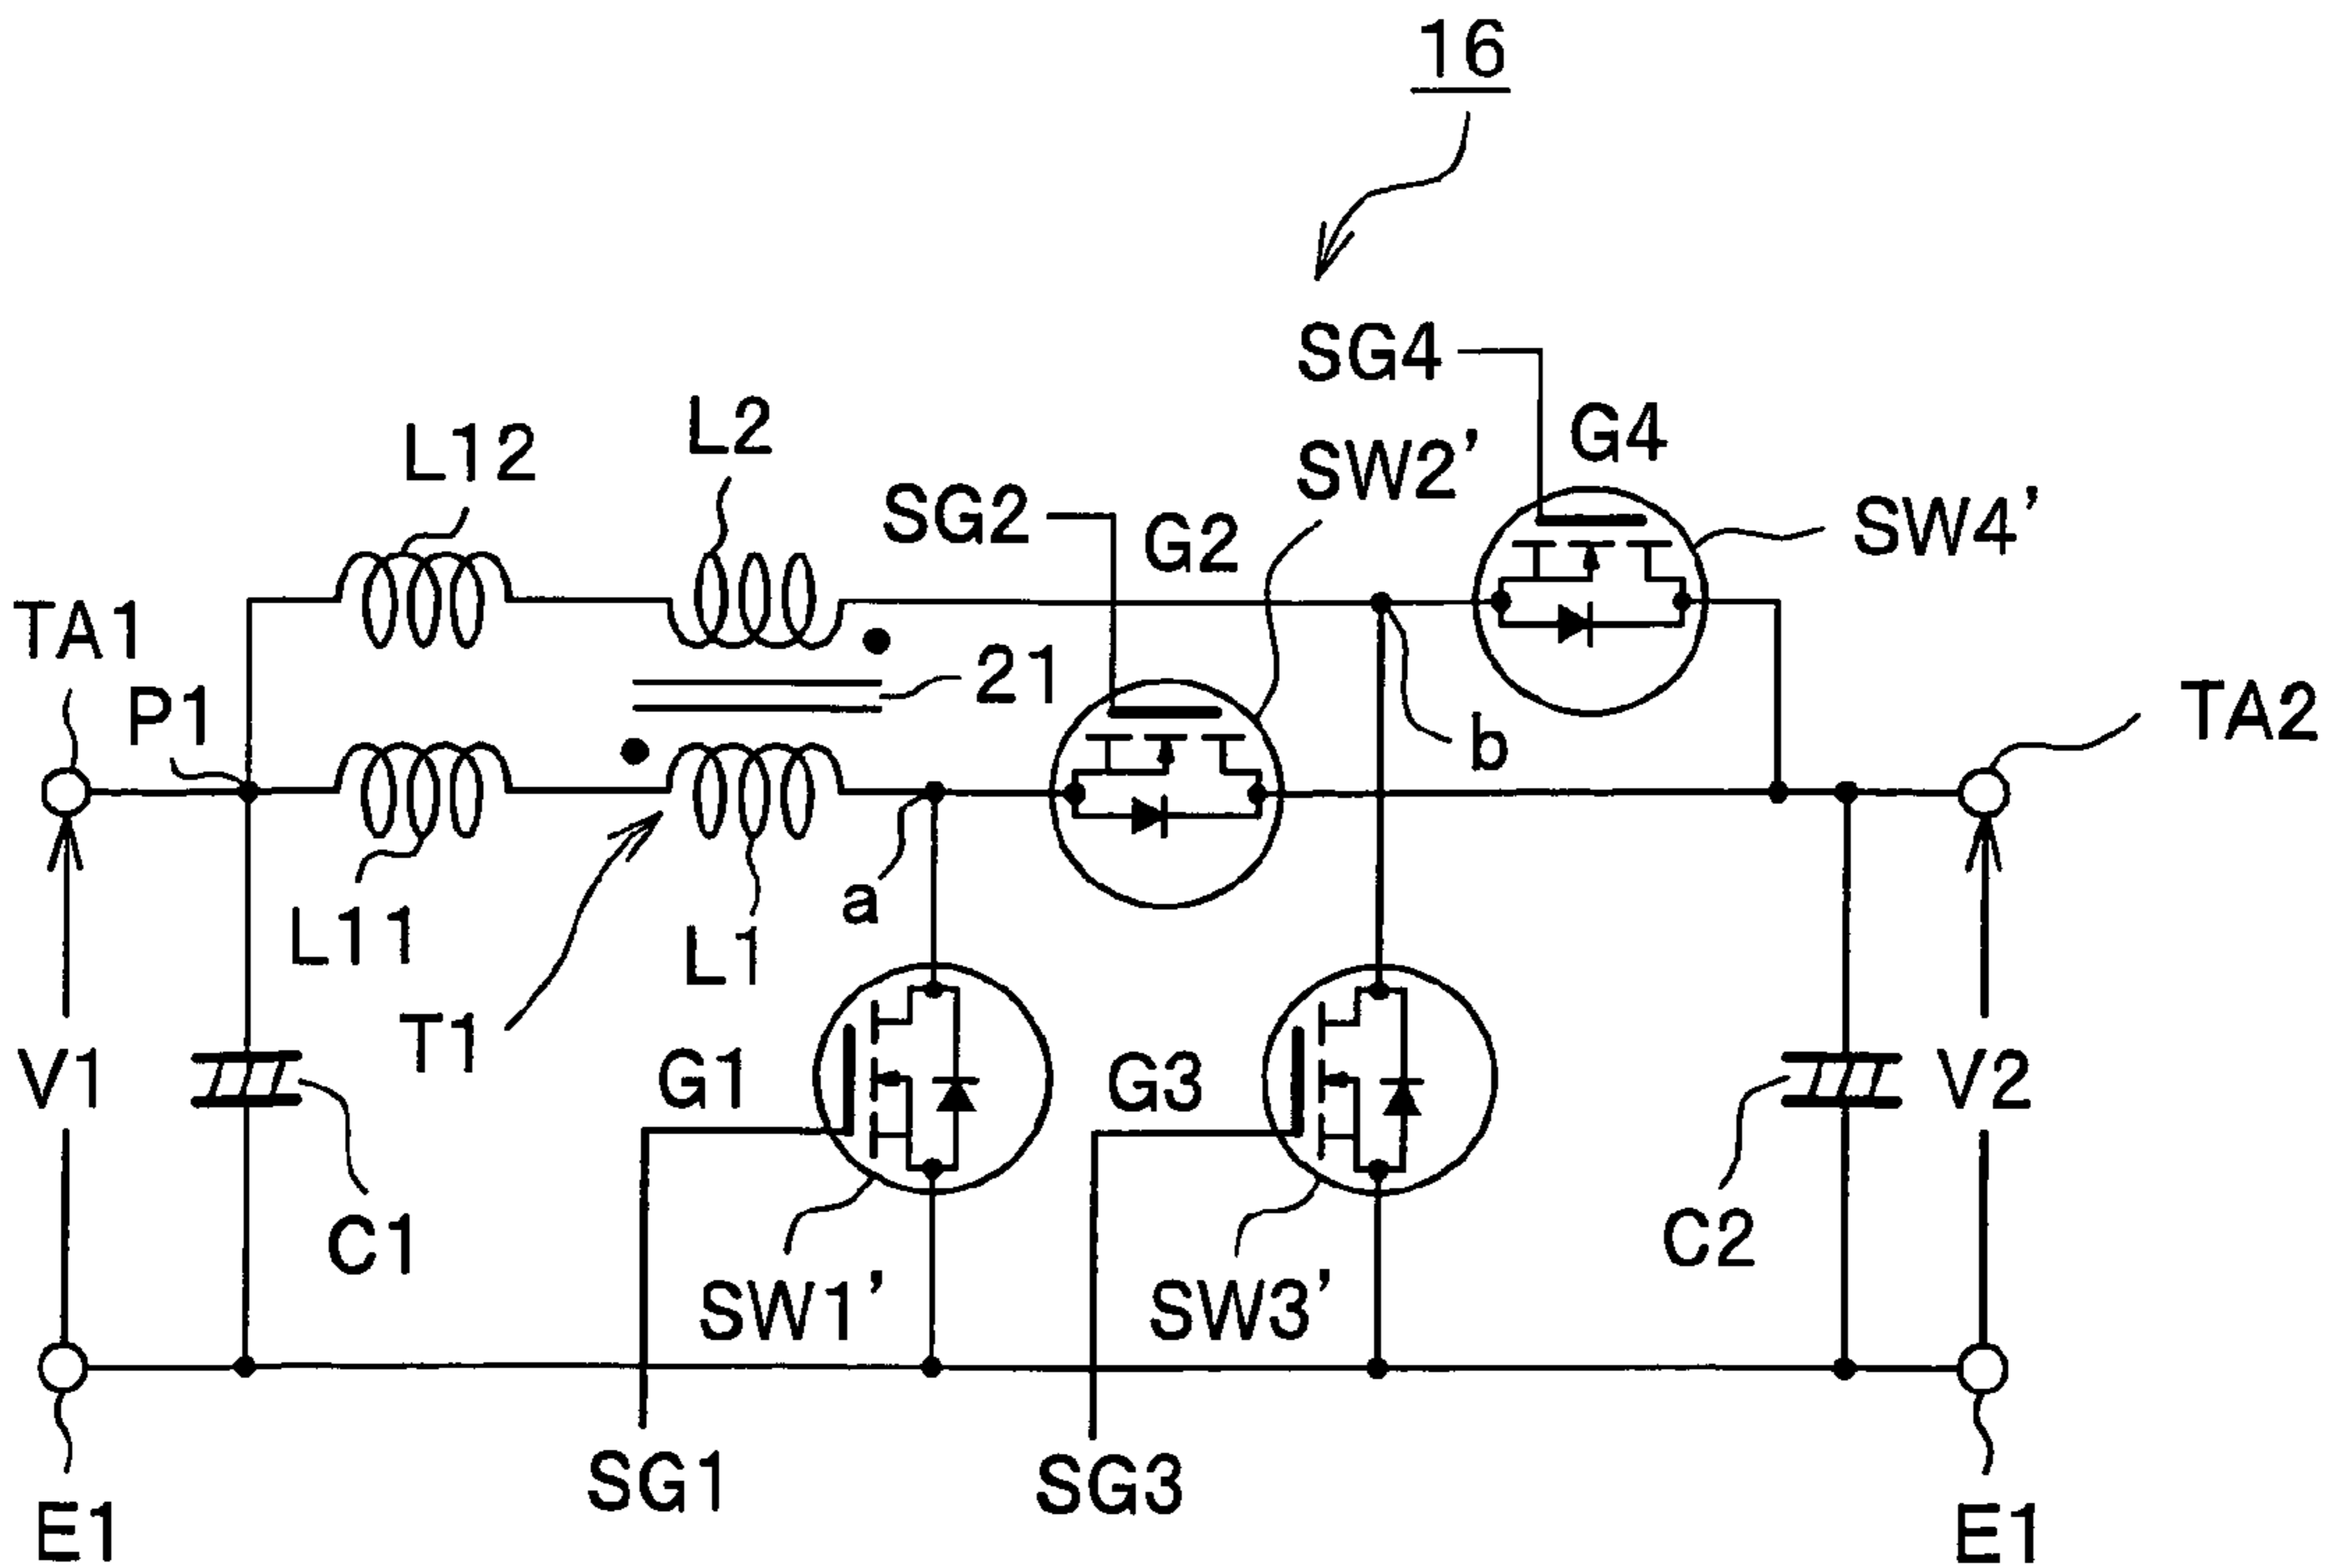 16
SG4
G4
L2
L12
SW2'
SG2
G2
SW4'
TA1
21
P1
b
TA2
a
L11
L1
T1
V1
G1
G3
V2
C1
C2
SW1'
SW3'
SG1
SG3
E1
E1